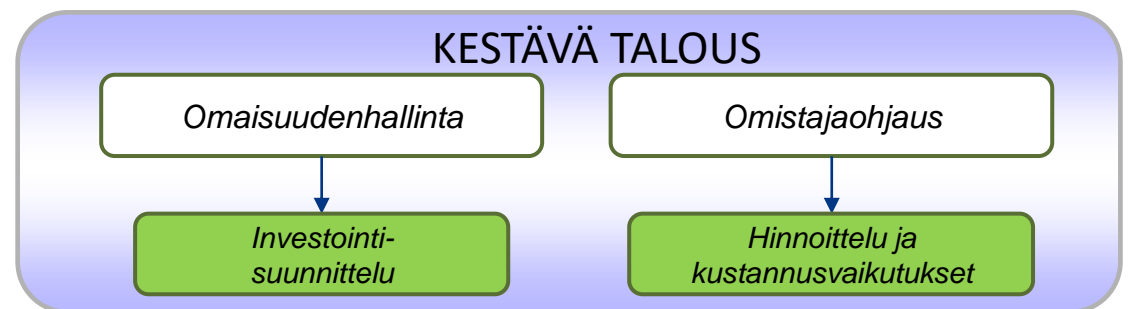 KESTÄVÄ TALOUS
Omaisuudenhallinta
Omistajaohjaus
Investointi-
suunnittelu
Hinnoittelu ja
kustannusvaikutukset